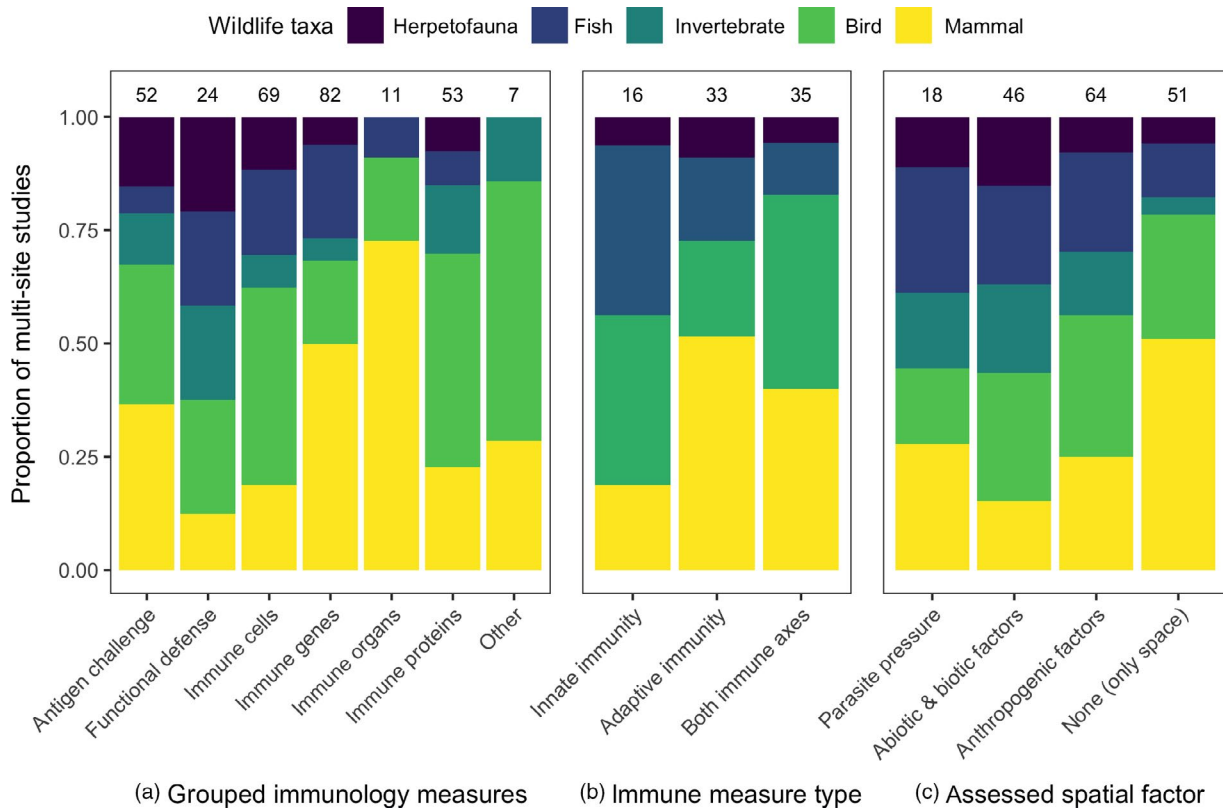 Wildlife taxa Herpetofauna Fish Invertebrate Bird Mammal
52 24 69 82 11 53 7
16 33 35
18 46 64 51
Proportion of multi-site studies
1.00
0.75
0.50
0.25
0.00
Antigen challenge
Functional defense
Immune cells
Immune genes
Immune organs
Immune proteins
Other
Innate immunity
Adaptive immunity
Both immune axes
Parasite pressure
Abiotic & biotic factors
Anthropogenic factors
None (only space)
(a) Grouped immunology measures
(b) Immune measure type
(c) Assessed spatial factor